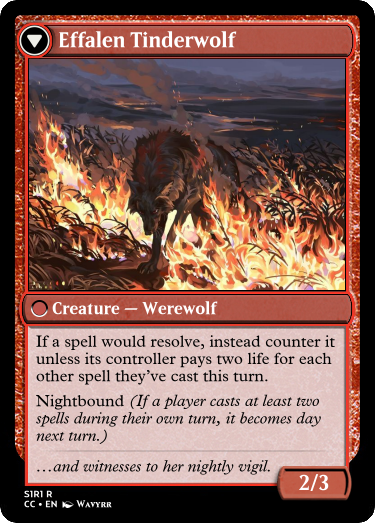 Effalen Tinderwolf
Creature — Werewolf
If a spell would resolve, instead counter it
unless its controller pays two life for each
other spell they've cast this turn.
Nightbound (If a player casts at least two
spells during their own turn, it becomes day
next turn.)
…and witnesses to her nightly vigil.
2/3
S1R1 R
CC • EN Wavyrr